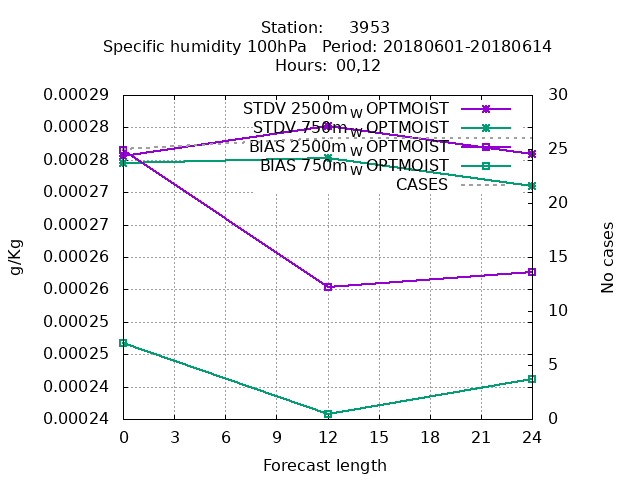 Station: 3953
Specific humidity 100hPa Period: 20180601-20180614
Hours: 00,12
STDV 2500m_W OPTMOIST
STDV 750m_W OPTMOIST
BIAS 2500m_W OPTMOIST
BIAS 750m_W OPTMOIST
CASES
g/Kg
0.00029
0.00028
0.00028
0.00027
0.00027
0.00026
0.00026
0.00025
0.00025
0.00024
0.00024
No cases
30
25
20
15
10
5
0
0 3 6 9 12 15 18 21 24
Forecast length